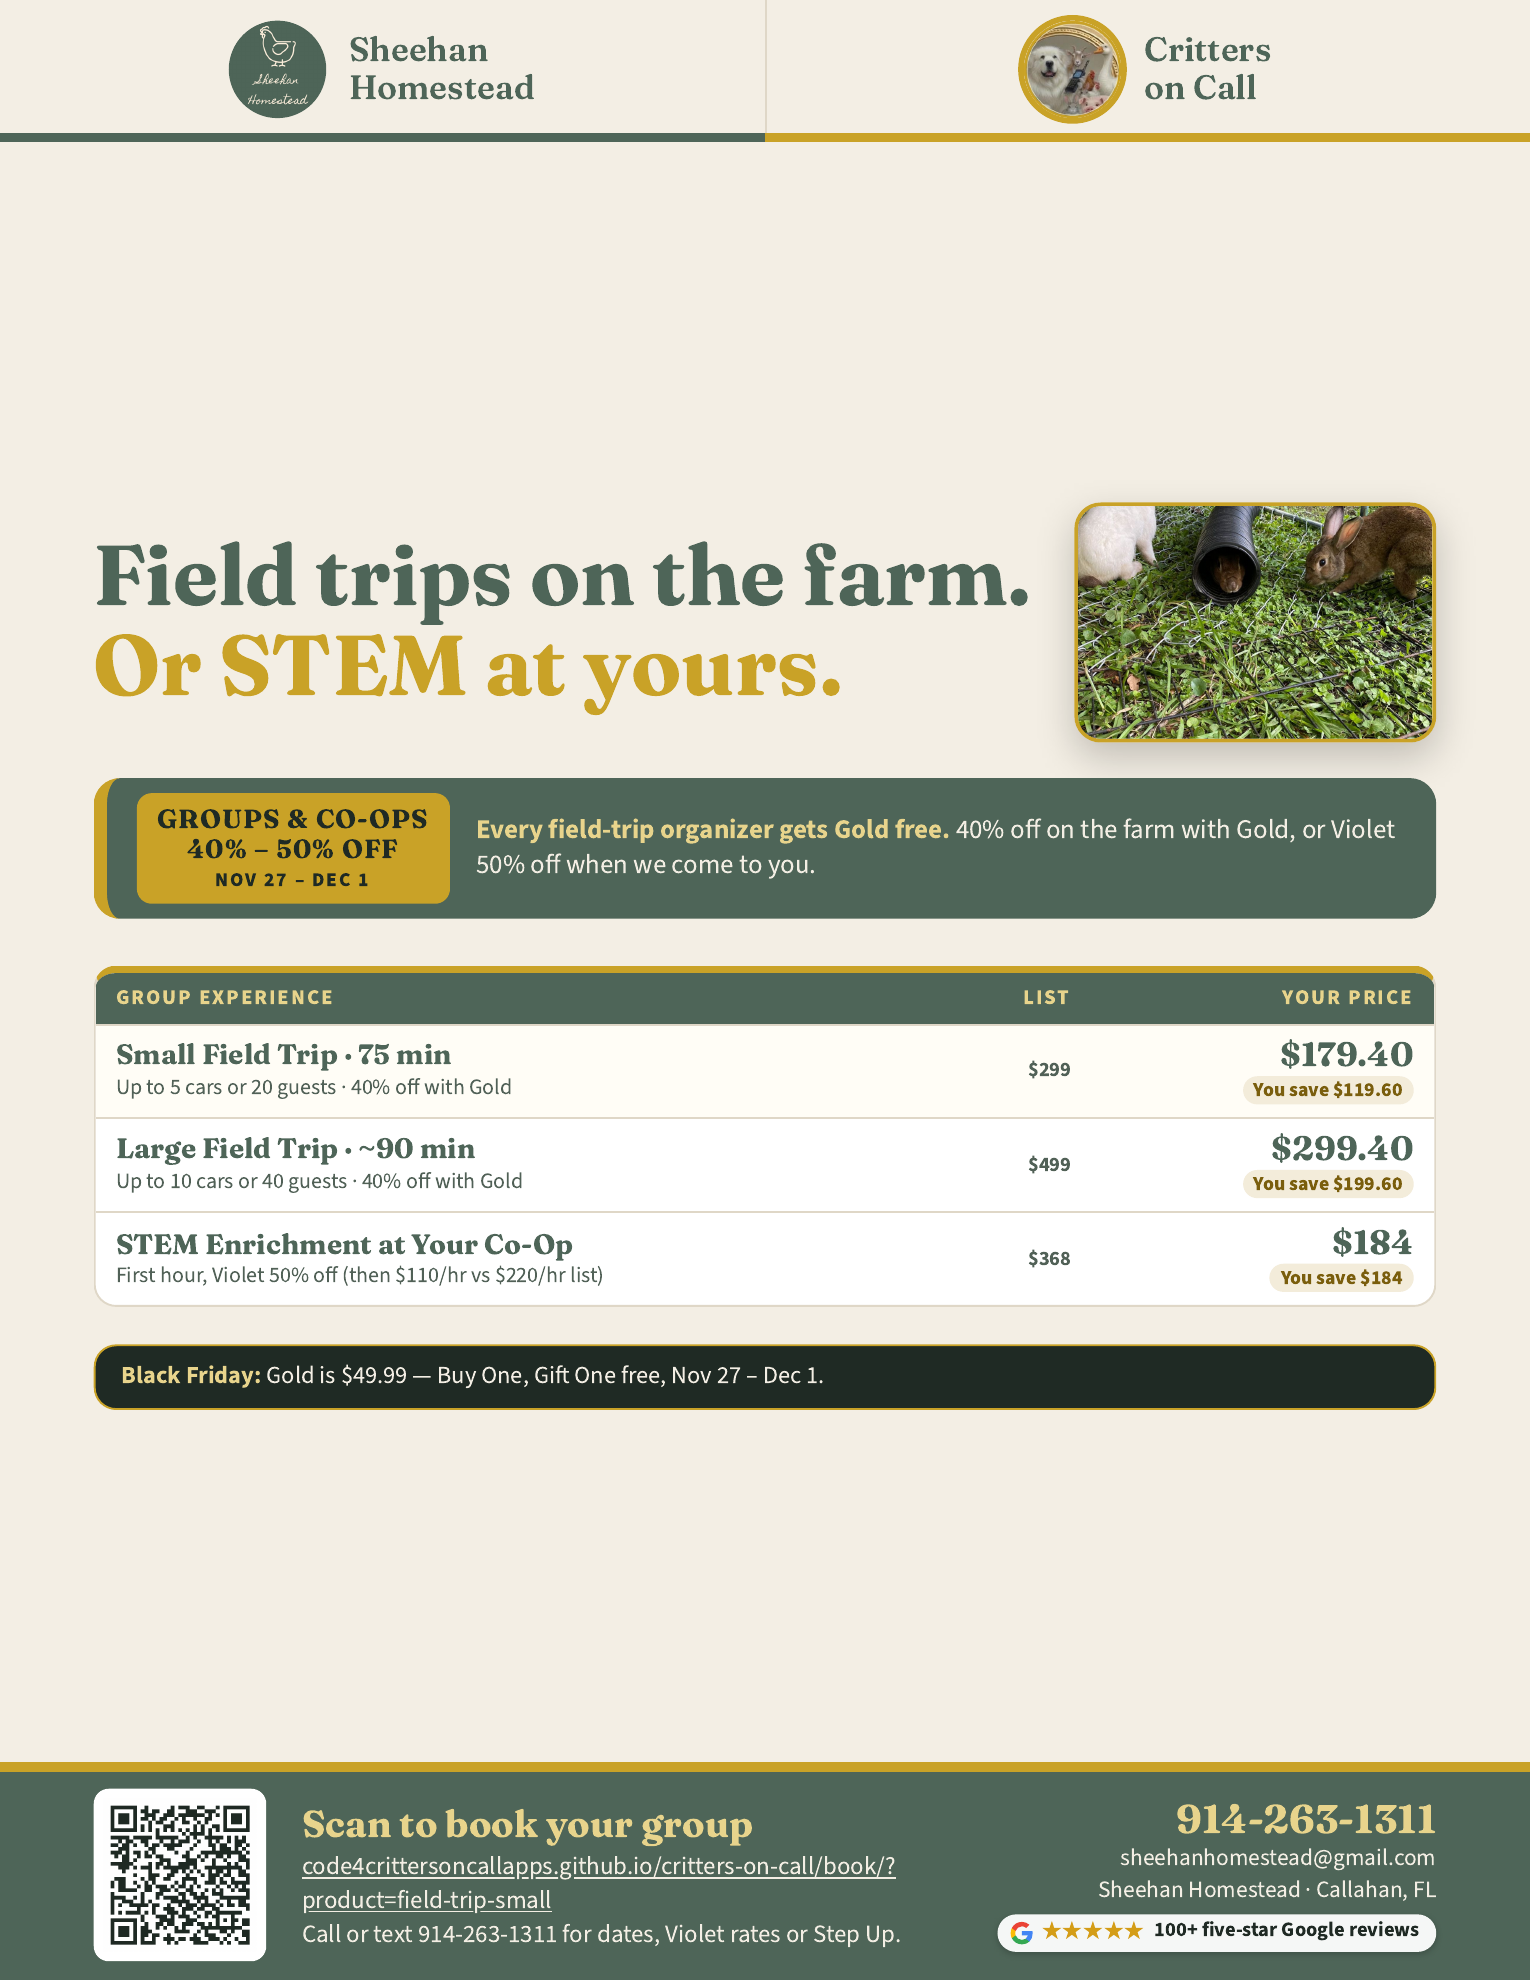 Sheehan
Homestead
Sheehan
Homestead
Critters
on Call
Field trips on the farm.
Or STEM at yours.
GROUPS & CO-OPS
40% – 50% OFF
NOV 27 – DEC 1
Every field-trip organizer gets Gold free. 40% off on the farm with Gold, or Violet
50% off when we come to you.
GROUP EXPERIENCE LIST YOUR PRICE
Small Field Trip · 75 min
Up to 5 cars or 20 guests · 40% off with Gold
$299
$179.40
You save $119.60
Large Field Trip · ~90 min
Up to 10 cars or 40 guests · 40% off with Gold
$499
$299.40
You save $199.60
STEM Enrichment at Your Co-Op
First hour, Violet 50% off (then $110/hr vs $220/hr list)
$368
$184
You save $184
Black Friday: Gold is $49.99 — Buy One, Gift One free, Nov 27 – Dec 1.
Scan to book your group
code4crittersoncallapps.github.io/critters-on-call/book/?
product=field-trip-small
Call or text 914-263-1311 for dates, Violet rates or Step Up.
914-263-1311
sheehanhomestead@gmail.com
Sheehan Homestead · Callahan, FL
★★★★★ 100+ five-star Google reviews